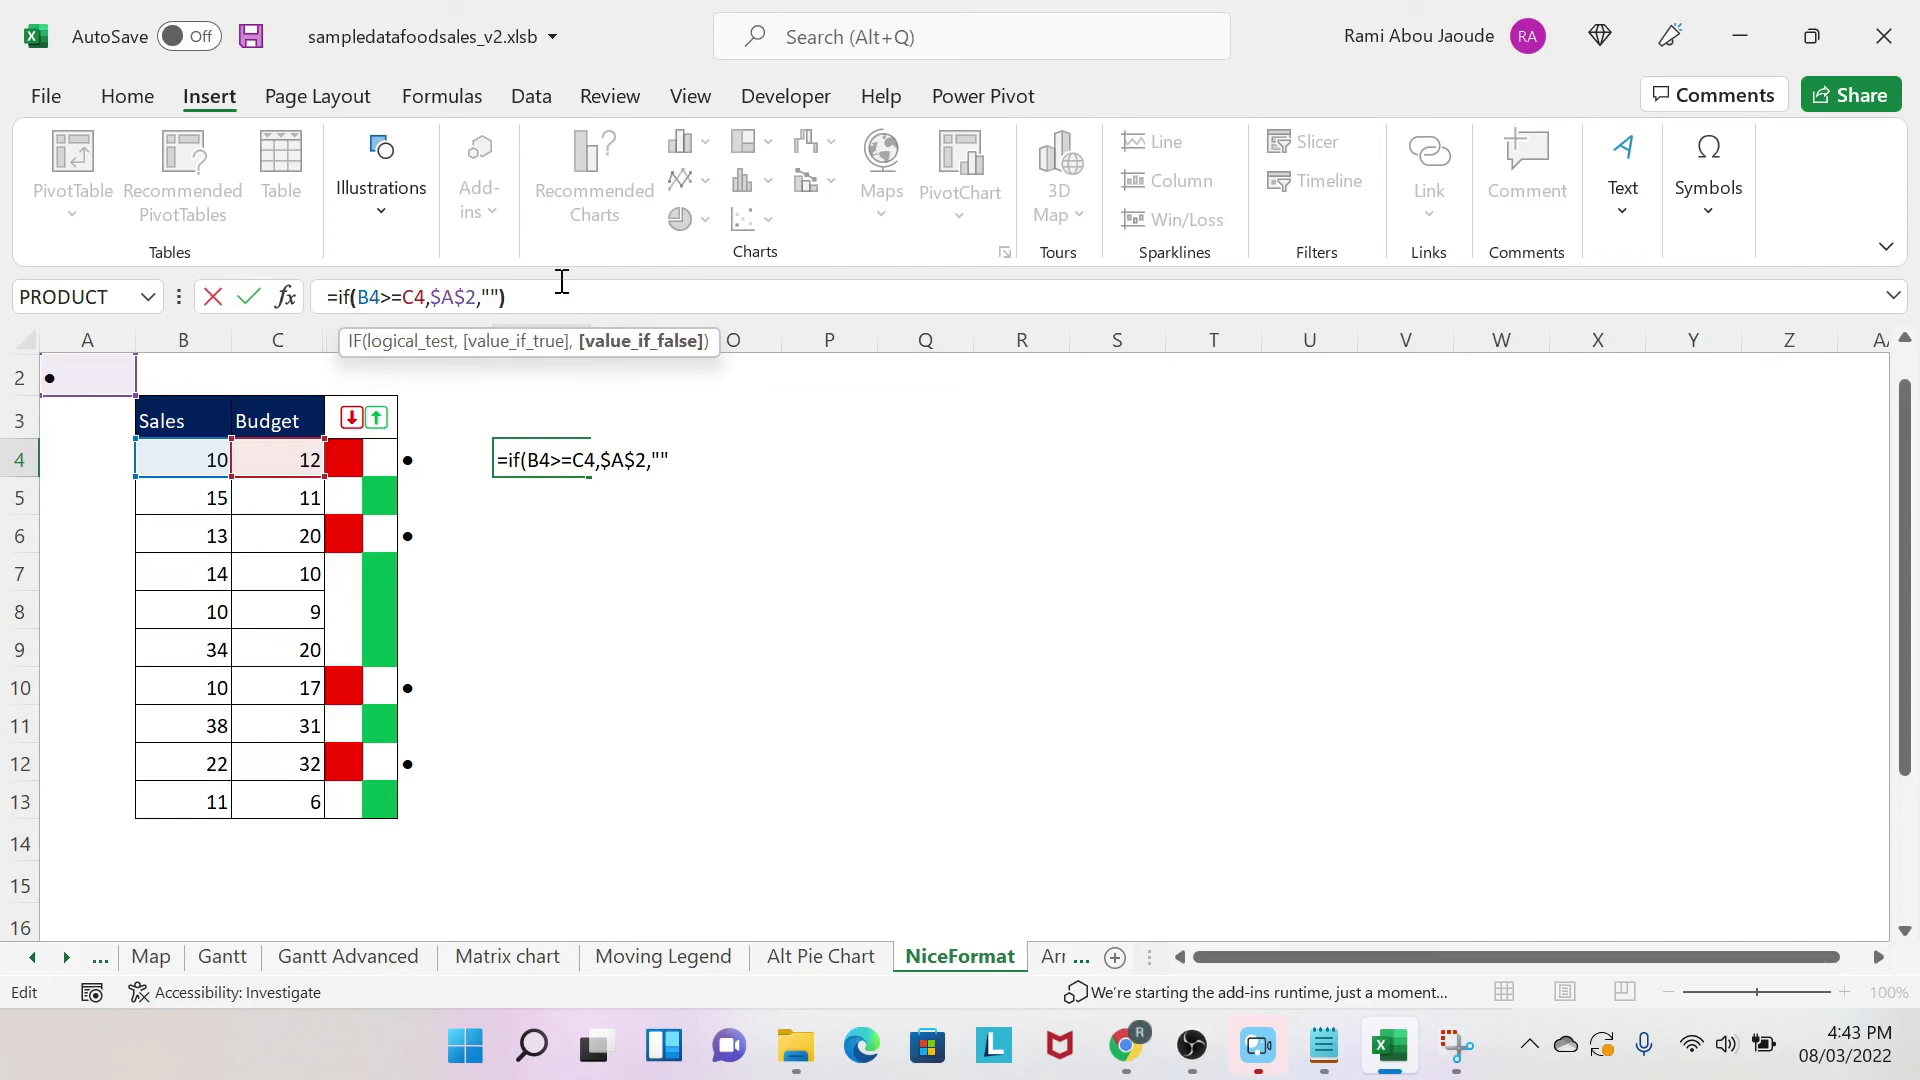 AutoSave Off sampledatafoodsales_v2.xlsb Search (Alt+Q) Rami Abou Jaoude RA
File Home Insert Page Layout Formulas Data Review View Developer Help Power Pivot Comments Share
PivotTable Recommended PivotTables Table Illustrations Add-ins Recommended Charts Maps PivotChart 3D Map Line Column Win/Loss Slicer Timeline Link Comment Text Symbols
Tables Charts Tours Sparklines Filters Links Comments
PRODUCT fx =if(B4>=C4,$A$2,"")
IF(logical_test, [value_if_true], [value_if_false])
A B C O P Q R S T U V W X Y Z A
2 ●
3 Sales Budget
4 10 12 ● =if(B4>=C4,$A$2,""
5 15 11
6 13 20 ●
7 14 10
8 10 9
9 34 20
10 10 17 ●
11 38 31
12 22 32 ●
13 11 6
14
15
16
... Map Gantt Gantt Advanced Matrix chart Moving Legend Alt Pie Chart NiceFormat Arr ...
Edit Accessibility: Investigate We're starting the add-ins runtime, just a moment... 100%
L R 4:43 PM
08/03/2022